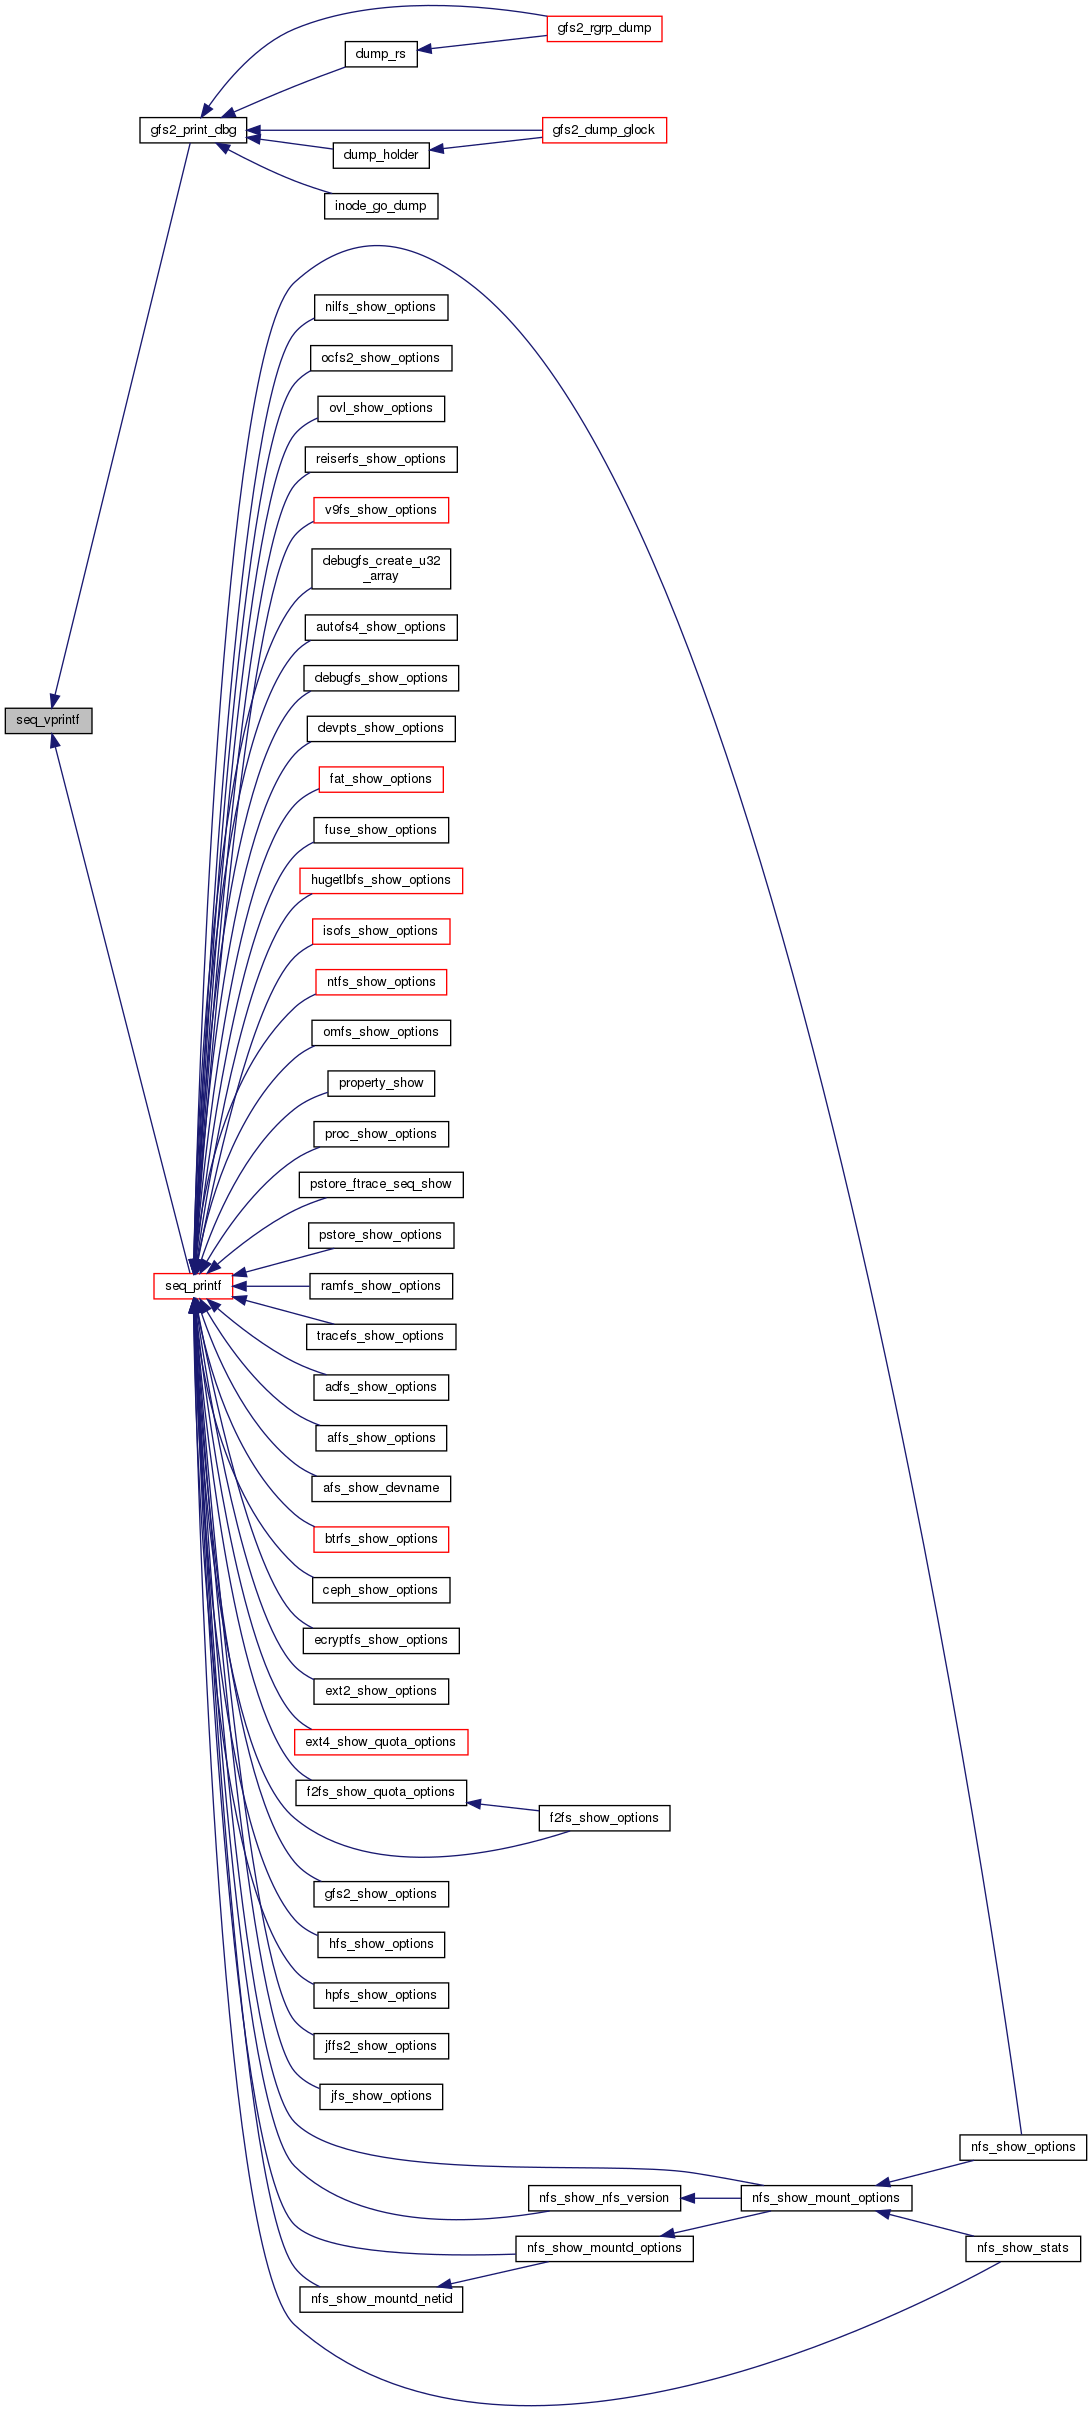 gfs2_rgrp_dump
dump_rs
gfs2_print_dbg
gfs2_dump_glock
dump_holder
inode_go_dump
nilfs_show_options
ocfs2_show_options
ovl_show_options
reiserfs_show_options
v9fs_show_options
debugfs_create_u32
_array
autofs4_show_options
debugfs_show_options
seq_vprintf
devpts_show_options
fat_show_options
fuse_show_options
hugetlbfs_show_options
isofs_show_options
ntfs_show_options
omfs_show_options
property_show
proc_show_options
pstore_ftrace_seq_show
pstore_show_options
seq_printf
ramfs_show_options
tracefs_show_options
adfs_show_options
affs_show_options
afs_show_devname
btrfs_show_options
ceph_show_options
ecryptfs_show_options
ext2_show_options
ext4_show_quota_options
f2fs_show_quota_options
f2fs_show_options
gfs2_show_options
hfs_show_options
hpfs_show_options
jffs2_show_options
jfs_show_options
nfs_show_options
nfs_show_nfs_version
nfs_show_mount_options
nfs_show_mountd_options
nfs_show_stats
nfs_show_mountd_netid